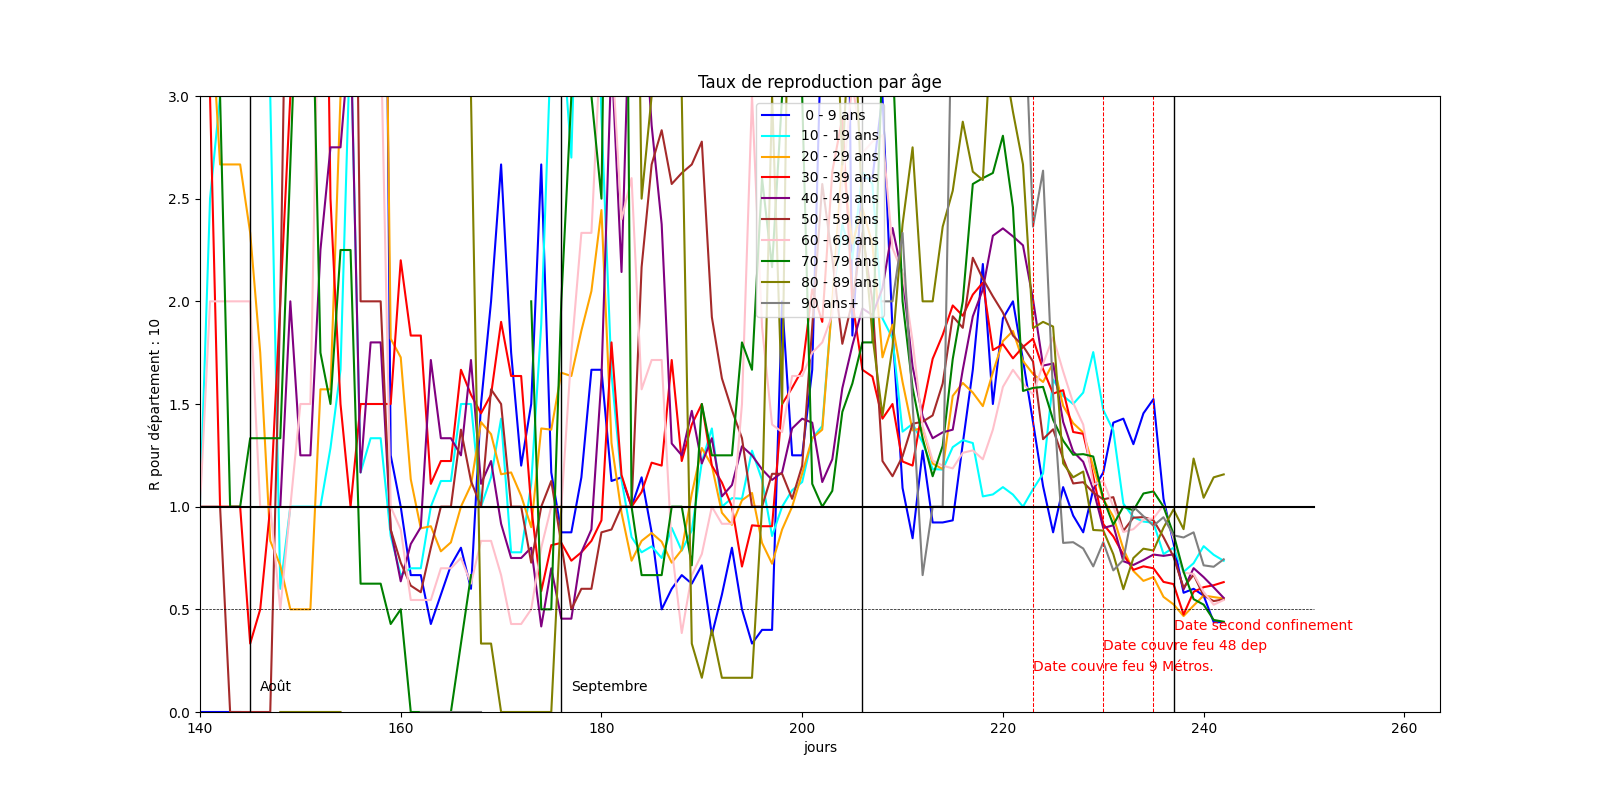 Taux de reproduction par âge
3.0
2.5
2.0
1.5
1.0
0.5
0.0
R pour département : 10
0 - 9 ans
10 - 19 ans
20 - 29 ans
30 - 39 ans
40 - 49 ans
50 - 59 ans
60 - 69 ans
70 - 79 ans
80 - 89 ans
90 ans+
Date second confinement
Date couvre feu 48 dep
Date couvre feu 9 Métros.
Août
Septembre
140
160
180
200
220
240
260
jours